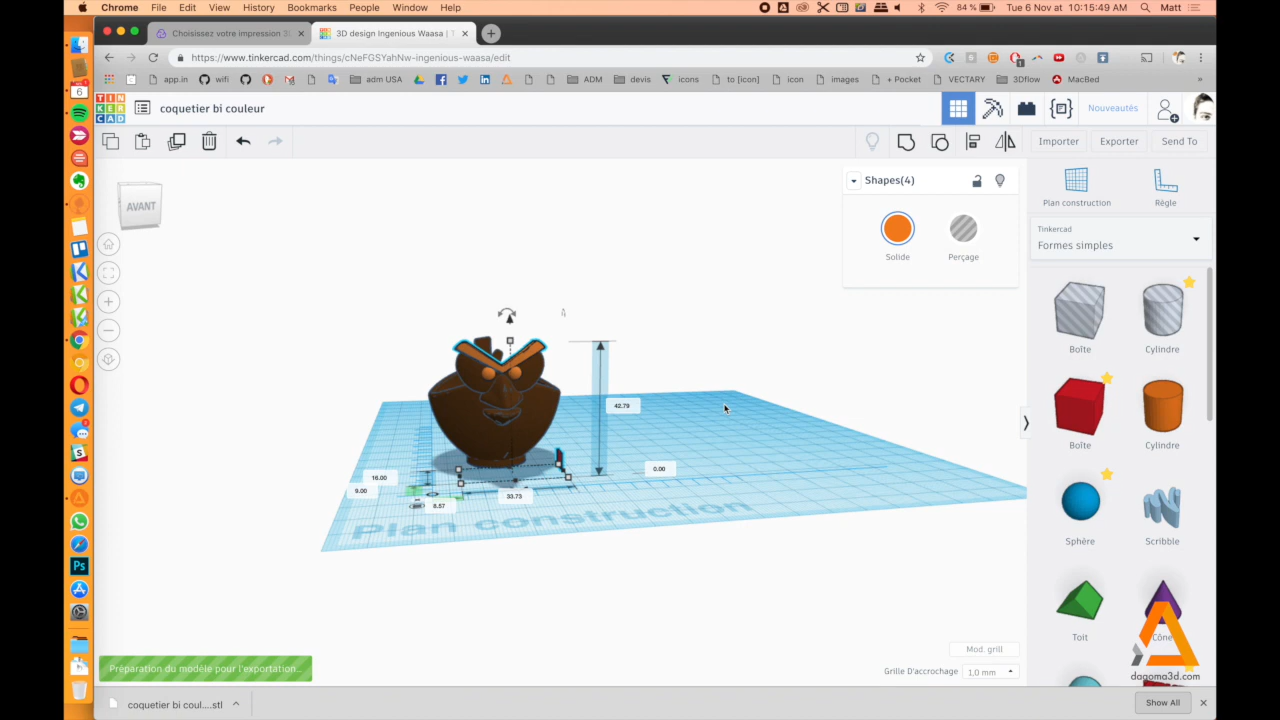 Chrome File Edit View History Bookmarks People Window Help 84 % Tue 6 Nov at 10:15:49 AM Matt
Choisissez votre impression 3 3D design Ingenious Waasa |
https://www.tinkercad.com/things/cNeFGSYahNw-ingenious-waasa/edit
app.in wifi adm USA ADM devis icons to [icon] icon images + Pocket VECTARY 3Dflow MacBed
TIN
KER
CAD
coquetier bi couleur
Nouveautés
Importer Exporter Send To
AVANT
Shapes(4)
Solide Perçage
Plan construction Règle
Tinkercad
Formes simples
Boîte Cylindre
Boîte Cylindre
Sphère Scribble
Toit Cône
42.79
0.00
16.00
9.00
33.73
8.57
Plan construction
Mod. grill
Grille D'accrochage 1,0 mm
Préparation du modèle pour l'exportation...
dagoma3d.com
coquetier bi coul....stl
Show All